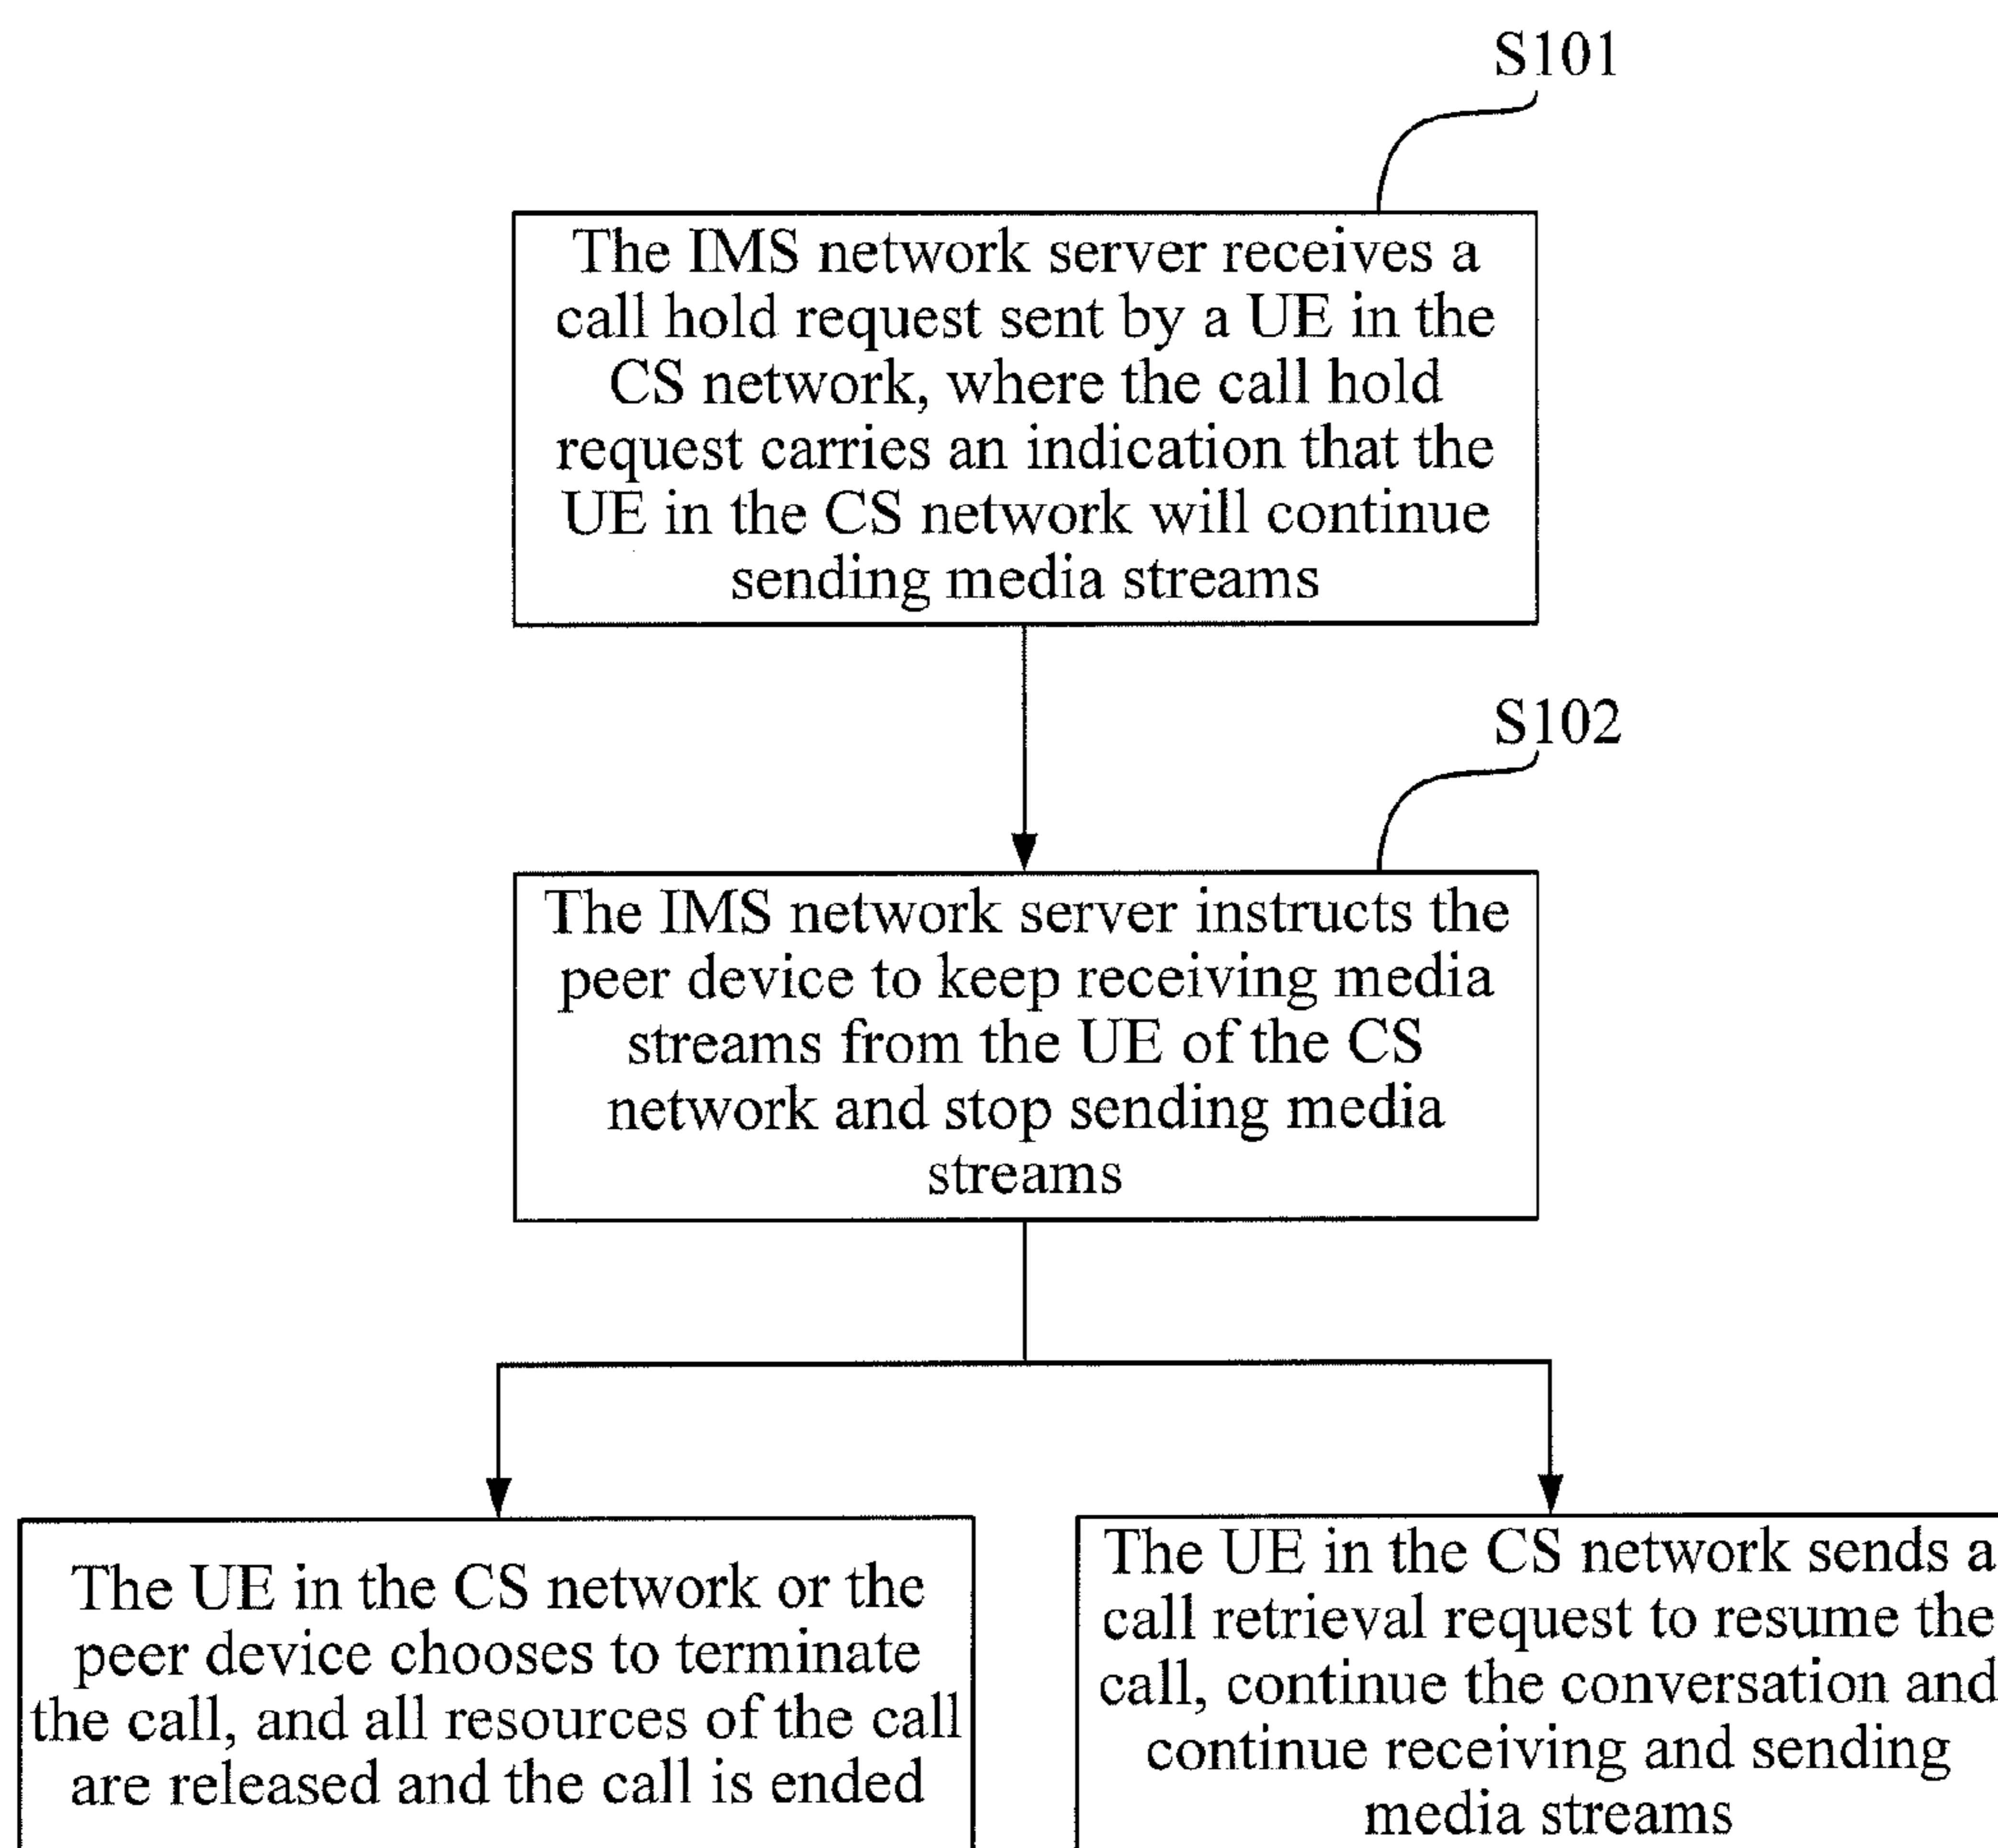 S101
The IMS network server receives a
call hold request sent by a UE in the
CS network, where the call hold
request carries an indication that the
UE in the CS network will continue
sending media streams
S102
The IMS network server instructs the
peer device to keep receiving media
streams from the UE of the CS
network and stop sending media
streams
The UE in the CS network or the
peer device chooses to terminate
the call, and all resources of the call
are released and the call is ended
The UE in the CS network sends a
call retrieval request to resume the
call, continue the conversation and
continue receiving and sending
media streams